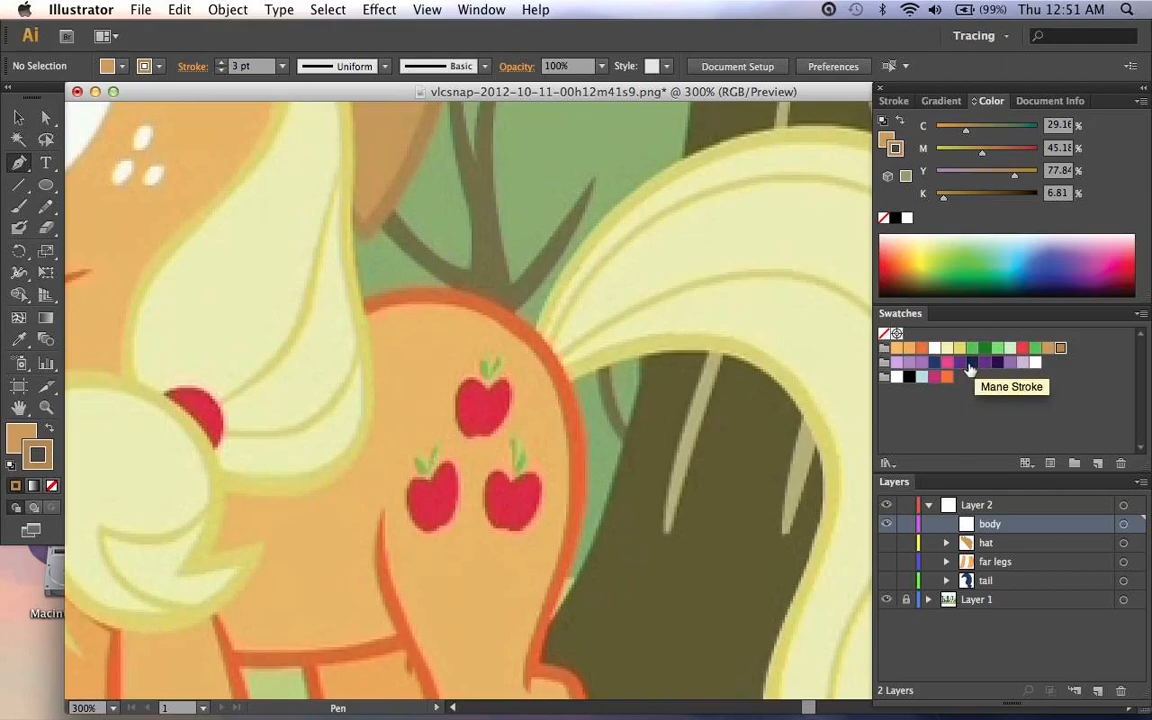 Illustrator File Edit Object Type Select Effect View Window Help (99%) Thu 12:51 AM
Ai Br Tracing
No Selection Stroke: 3 pt Uniform Basic Opacity: 100% Style: Document Setup Preferences
vlcsnap-2012-10-11-00h12m41s9.png* @ 300% (RGB/Preview)
Stroke Gradient Color Document Info
C 29.16 %
M 45.18 %
Y 77.84 %
K 6.81 %
Swatches
Mane Stroke
Layers
Layer 2
body
hat
far legs
tail
Layer 1
Macin
2 Layers
300% 1 Pen